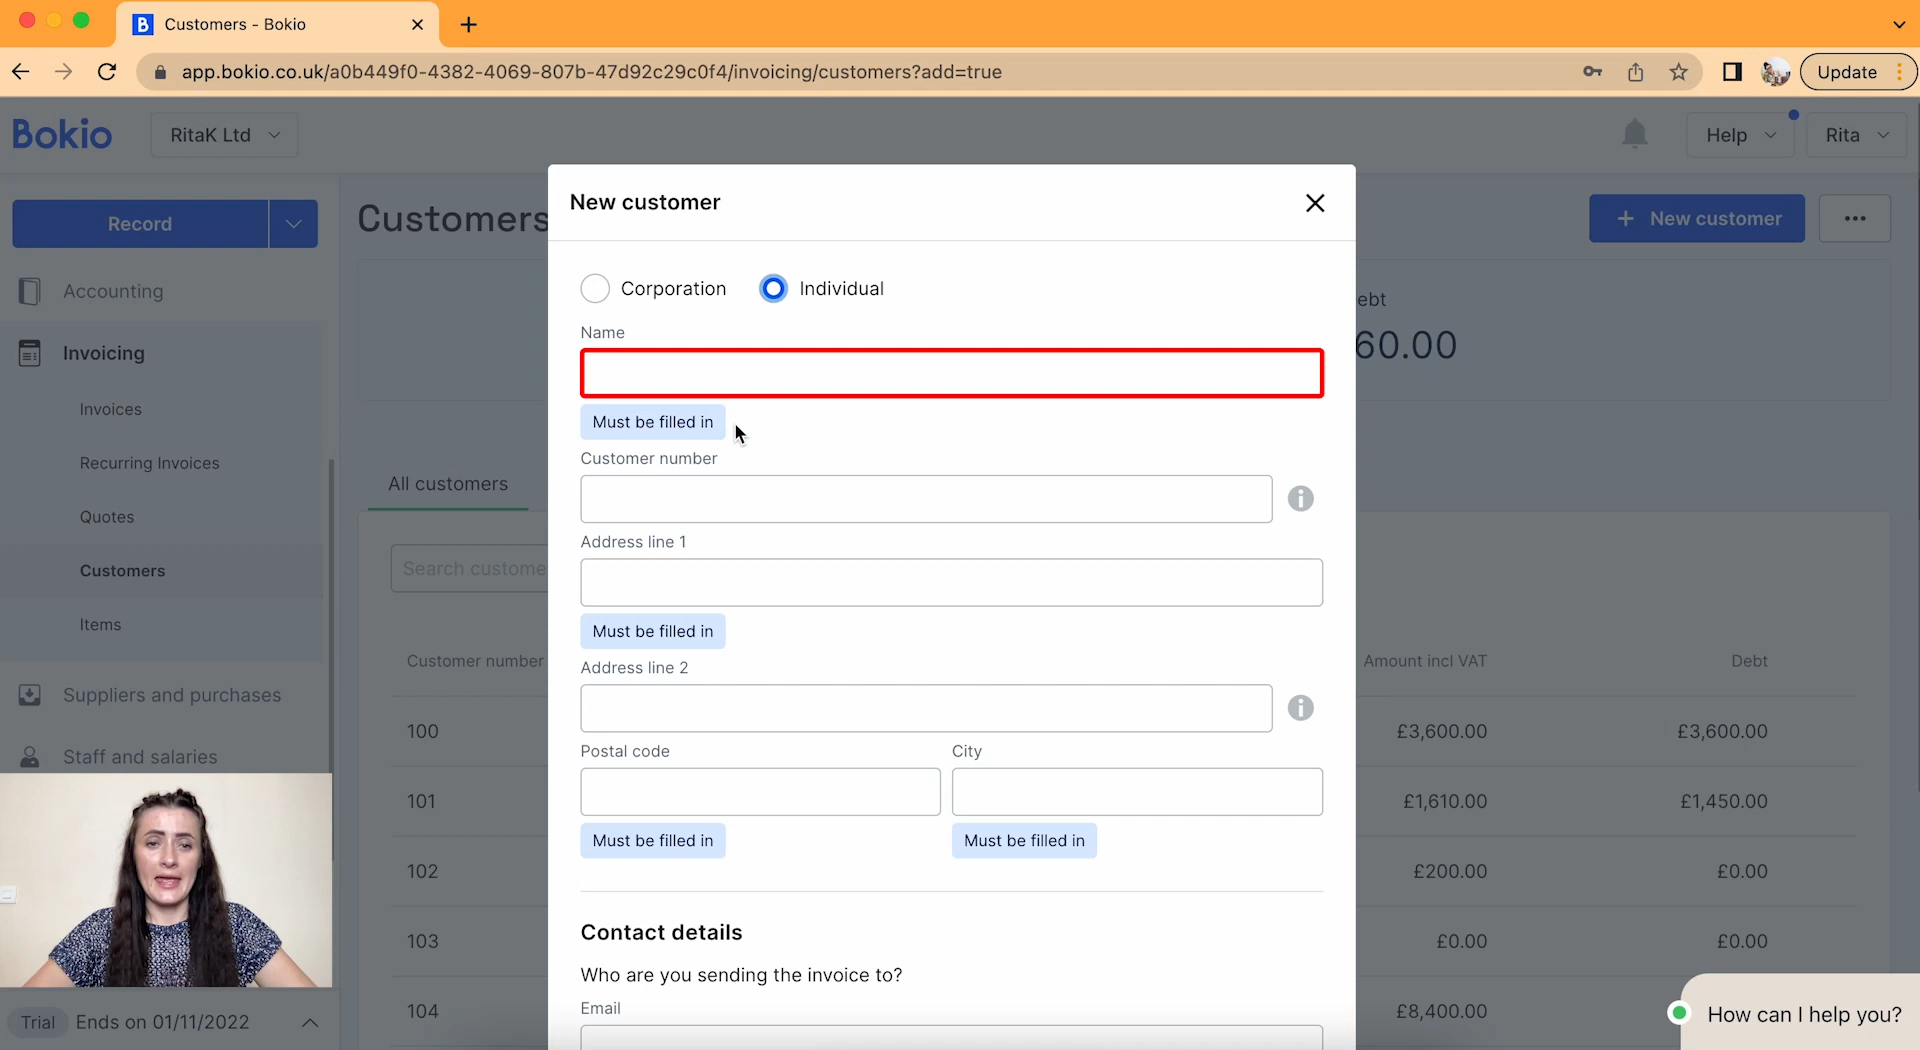 Customers - Bokio
app.bokio.co.uk/a0b449f0-4382-4069-807b-47d92c29c0f4/invoicing/customers?add=true
Update
Bokio
RitaK Ltd
Help
Rita
Record
Accounting
Invoicing
Invoices
Recurring Invoices
Quotes
Customers
Items
Suppliers and purchases
Staff and salaries
Trial
Ends on 01/11/2022
Customers
+ New customer
ebt
60.00
All customers
Search custome
Customer number
Amount incl VAT
Debt
100
£3,600.00
£3,600.00
101
£1,610.00
£1,450.00
102
£200.00
£0.00
103
£0.00
£0.00
104
£8,400.00
New customer
Corporation
Individual
Name
Must be filled in
Customer number
Address line 1
Must be filled in
Address line 2
Postal code
City
Must be filled in
Must be filled in
Contact details
Who are you sending the invoice to?
Email
How can I help you?